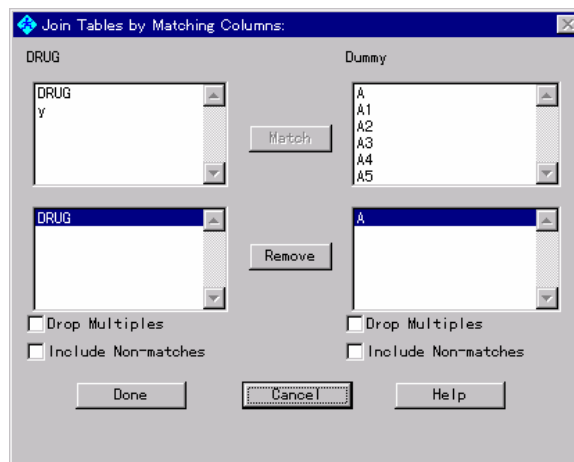 Join Tables by Matching Columns:
DRUG
Dummy
DRUG
y
Match
A
A1
A2
A3
A4
A5
DRUG
Remove
A
Drop Multiples
Drop Multiples
Include Non-matches
Include Non-matches
Done
Cancel
Help